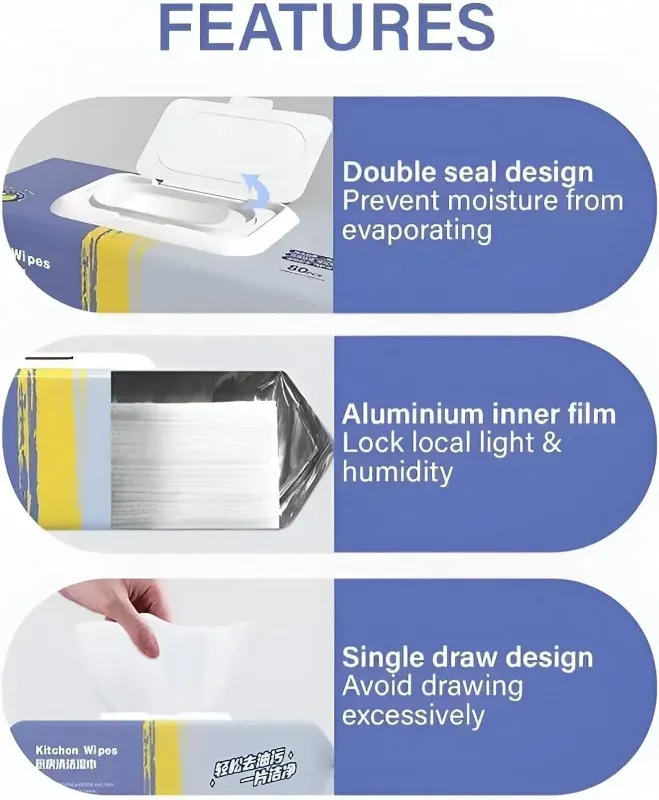 FEATURES
Double seal design
Prevent moisture from
evaporating
Wipes
80PCS
Aluminium inner film
Lock local light &
humidity
Single draw design
Avoid drawing
excessively
Kitchon Wipes
厨房清洁湿巾
轻松去油污
一片洁净